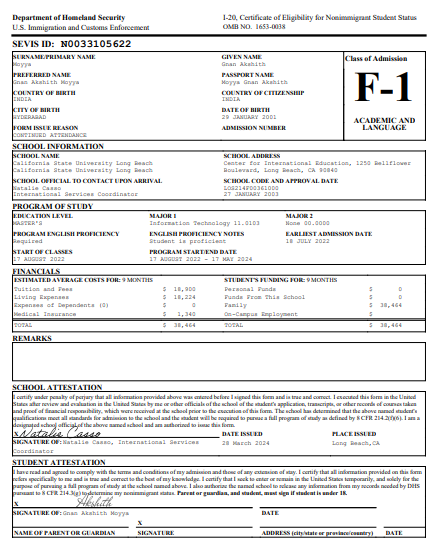 Department of Homeland Security
U.S. Immigration and Customs Enforcement
I-20, Certificate of Eligibility for Nonimmigrant Student Status
OMB NO. 1653-0038
SEVIS ID: N0033105622
SURNAME/PRIMARY NAME
Moyya
GIVEN NAME
Gnan Akshith
Class of Admission
PREFERRED NAME
Gnan Akshith Moyya
PASSPORT NAME
Moyya Gnan Akshith
COUNTRY OF BIRTH
INDIA
COUNTRY OF CITIZENSHIP
INDIA
F-1
CITY OF BIRTH
HYDERABAD
DATE OF BIRTH
29 JANUARY 2001
FORM ISSUE REASON
CONTINUED ATTENDANCE
ADMISSION NUMBER
ACADEMIC AND
LANGUAGE
SCHOOL INFORMATION
SCHOOL NAME
California State University Long Beach
California State University Long Beach
SCHOOL ADDRESS
Center for International Education, 1250 Bellflower
Boulevard, Long Beach, CA 90840
SCHOOL OFFICIAL TO CONTACT UPON ARRIVAL
Natalie Casso
International Services Coordinator
SCHOOL CODE AND APPROVAL DATE
LOS214F00361000
27 JANUARY 2003
PROGRAM OF STUDY
EDUCATION LEVEL
MASTER'S
MAJOR 1
Information Technology 11.0103
MAJOR 2
None 00.0000
PROGRAM ENGLISH PROFICIENCY
Required
ENGLISH PROFICIENCY NOTES
Student is proficient
EARLIEST ADMISSION DATE
18 JULY 2022
START OF CLASSES
17 AUGUST 2022
PROGRAM START/END DATE
17 AUGUST 2022 - 17 MAY 2024
FINANCIALS
ESTIMATED AVERAGE COSTS FOR: 9 MONTHS
Tuition and Fees $ 18,900
Living Expenses $ 18,224
Expenses of Dependents (0) $ 0
Medical Insurance $ 1,340
TOTAL $ 38,464
STUDENT'S FUNDING FOR: 9 MONTHS
Personal Funds $ 0
Funds From This School $ 0
Family $ 38,464
On-Campus Employment $
TOTAL $ 38,464
REMARKS
SCHOOL ATTESTATION
I certify under penalty of perjury that all information provided above was entered before I signed this form and is true and correct. I executed this form in the United
States after review and evaluation in the United States by me or other officials of the school of the student's application, transcripts, or other records of courses taken
and proof of financial responsibility, which were received at the school prior to the execution of this form. The school has determined that the above named student's
qualifications meet all standards for admission to the school and the student will be required to pursue a full program of study as defined by 8 CFR 214.2(f)(6). I am a
designated school official of the above named school and am authorized to issue this form.
X Natalie Casso
SIGNATURE OF: Natalie Casso, International Services
Coordinator
DATE ISSUED
28 March 2024
PLACE ISSUED
Long Beach, CA
STUDENT ATTESTATION
I have read and agreed to comply with the terms and conditions of my admission and those of any extension of stay. I certify that all information provided on this form
refers specifically to me and is true and correct to the best of my knowledge. I certify that I seek to enter or remain in the United States temporarily, and solely for the
purpose of pursuing a full program of study at the school named above. I also authorize the named school to release any information from my records needed by DHS
pursuant to 8 CFR 214.3(g) to determine my nonimmigrant status. Parent or guardian, and student, must sign if student is under 18.
X Akshith
SIGNATURE OF: Gnan Akshith Moyya
DATE
X
NAME OF PARENT OR GUARDIAN
SIGNATURE
ADDRESS (city/state or province/country)
DATE